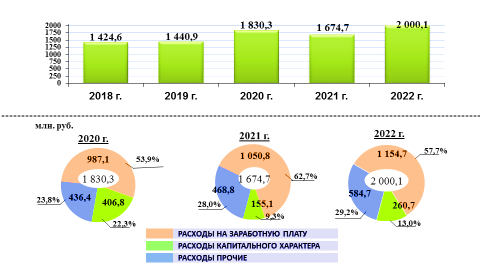 2000
1750
1500
1250
1000
750
500
250
0
1 424,6
1 440,9
1 830,3
1 674,7
2 000,1
2018 г.
2019 г.
2020 г.
2021 г.
2022 г.
млн. руб.
2020 г.
987,1
53,9%
1 830,3
23,8%
436,4
406,8
22,3%
2021 г.
1 050,8
62,7%
1 674,7
468,8
28,0%
155,1
9,3%
2022 г.
1 154,7
57,7%
584,7
2 000,1
29,2%
260,7
13,0%
РАСХОДЫ НА ЗАРАБОТНУЮ ПЛАТУ
РАСХОДЫ КАПИТАЛЬНОГО ХАРАКТЕРА
РАСХОДЫ ПРОЧИЕ